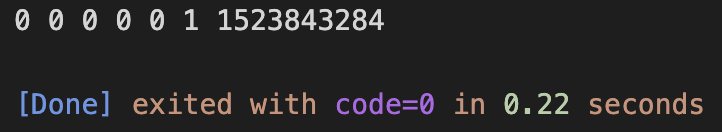 0 0 0 0 0 1 1523843284
[Done] exited with code=0 in 0.22 seconds